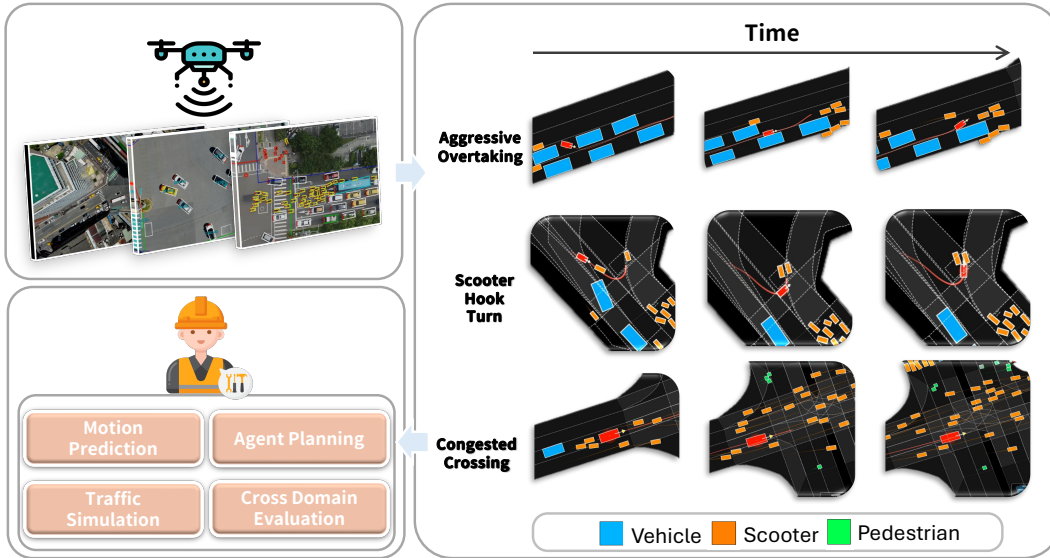 Time
Aggressive
Overtaking
Scooter
Hook
Turn
Congested
Crossing
Vehicle
Scooter
Pedestrian
Motion
Prediction
Agent Planning
Traffic
Simulation
Cross Domain
Evaluation